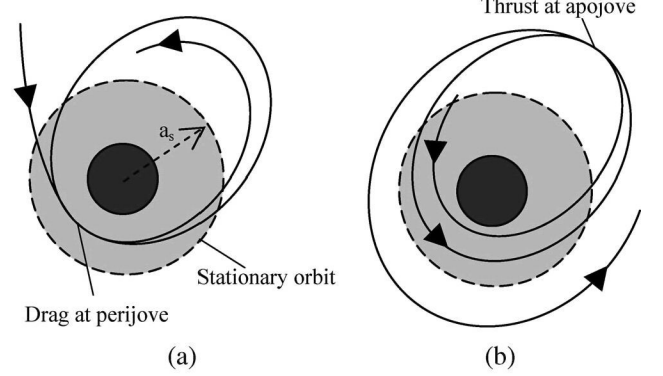 Thrust at apojove
a_s
Stationary orbit
Drag at perijove
(a)
(b)